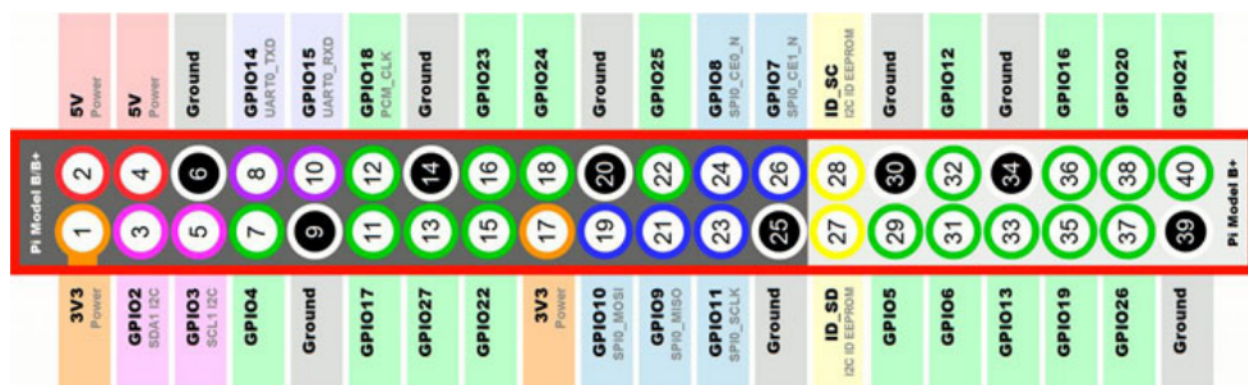 5V
Power
5V
Power
Ground
GPIO14
UART0_TXD
GPIO15
UART0_RXD
GPIO18
PCM_CLK
Ground
GPIO23
GPIO24
Ground
GPIO25
GPIO8
SPI0_CE0_N
GPIO7
SPI0_CE1_N
ID_SC
I2C ID EEPROM
Ground
GPIO12
Ground
GPIO16
GPIO20
GPIO21
Pi Model B/B+
2 4 6 8 10 12 14 16 18 20 22 24 26 28 30 32 34 36 38 40
1 3 5 7 9 11 13 15 17 19 21 23 25 27 29 31 33 35 37 39
Pi Model B+
3V3
Power
GPIO2
SDA1 I2C
GPIO3
SCL1 I2C
GPIO4
Ground
GPIO17
GPIO27
GPIO22
3V3
Power
GPIO10
SPI0_MOSI
GPIO9
SPI0_MISO
GPIO11
SPI0_SCLK
Ground
ID_SD
I2C ID EEPROM
GPIO5
GPIO6
GPIO13
GPIO19
GPIO26
Ground